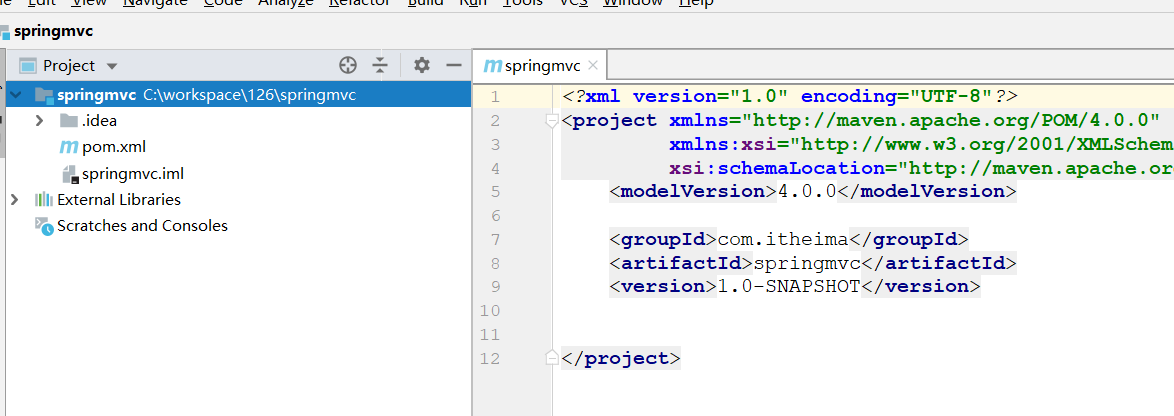 File Edit View Navigate Code Analyze Refactor Build Run Tools VCS Window Help
springmvc
Project
springmvc C:\workspace\126\springmvc
.idea
pom.xml
springmvc.iml
External Libraries
Scratches and Consoles
springmvc
1 <?xml version="1.0" encoding="UTF-8"?>
2 <project xmlns="http://maven.apache.org/POM/4.0.0"
3 xmlns:xsi="http://www.w3.org/2001/XMLSchem
4 xsi:schemaLocation="http://maven.apache.or
5 <modelVersion>4.0.0</modelVersion>
6
7 <groupId>com.itheima</groupId>
8 <artifactId>springmvc</artifactId>
9 <version>1.0-SNAPSHOT</version>
10
11
12 </project>